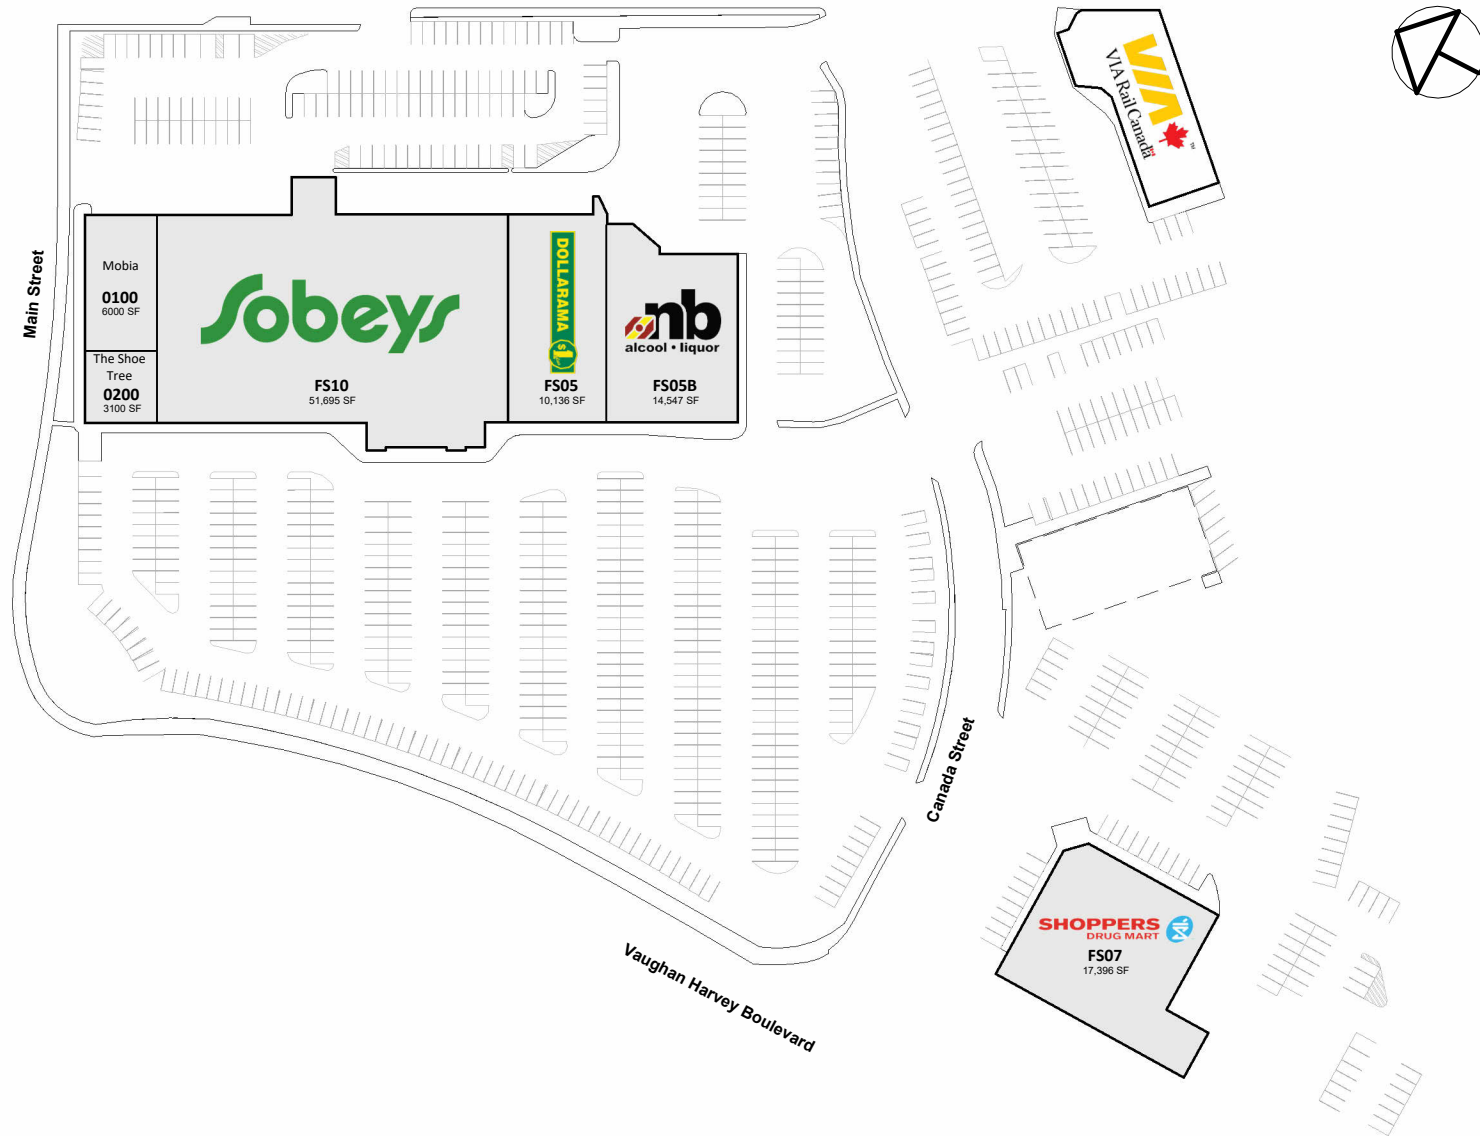 VIA
VIA Rail Canada
TM
Main Street
Mobia
0100
6000 SF
The Shoe
Tree
0200
3100 SF
Sobeys
FS10
51,695 SF
DOLLARAMA
$1
FS05
10,136 SF
nb
alcool • liquor
FS05B
14,547 SF
Canada Street
SHOPPERS
DRUG MART
FS07
17,396 SF
Vaughan Harvey Boulevard